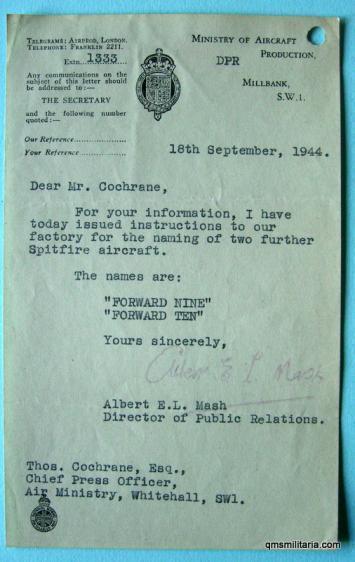 TELEGRAMS: AIRPROD, LONDON.
TELEPHONE: FRANKLIN 2211.
Extn. 1333
Any communications on the
subject of this letter should
be addressed to:—
THE SECRETARY
and the following number
quoted:—
Our Reference....................
Your Reference....................
MINISTRY OF AIRCRAFT
PRODUCTION,
DPR
MILLBANK,
S.W.1.
18th September, 1944.
Dear Mr. Cochrane,
For your information, I have
today issued instructions to our
factory for the naming of two further
Spitfire aircraft.
The names are:
"FORWARD NINE"
"FORWARD TEN"
Yours sincerely,
Albert E L Mash
Albert E.L. Mash
Director of Public Relations.
Thos. Cochrane, Esq.,
Chief Press Officer,
Air Ministry, Whitehall, SW1.
qmsmilitaria.com